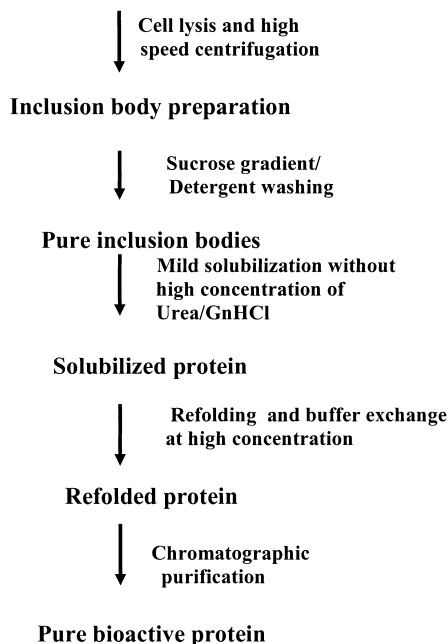 Cell lysis and high
speed centrifugation
Inclusion body preparation
Sucrose gradient/
Detergent washing
Pure inclusion bodies
Mild solubilization without
high concentration of
Urea/GnHCl
Solubilized protein
Refolding and buffer exchange
at high concentration
Refolded protein
Chromatographic
purification
Pure bioactive protein